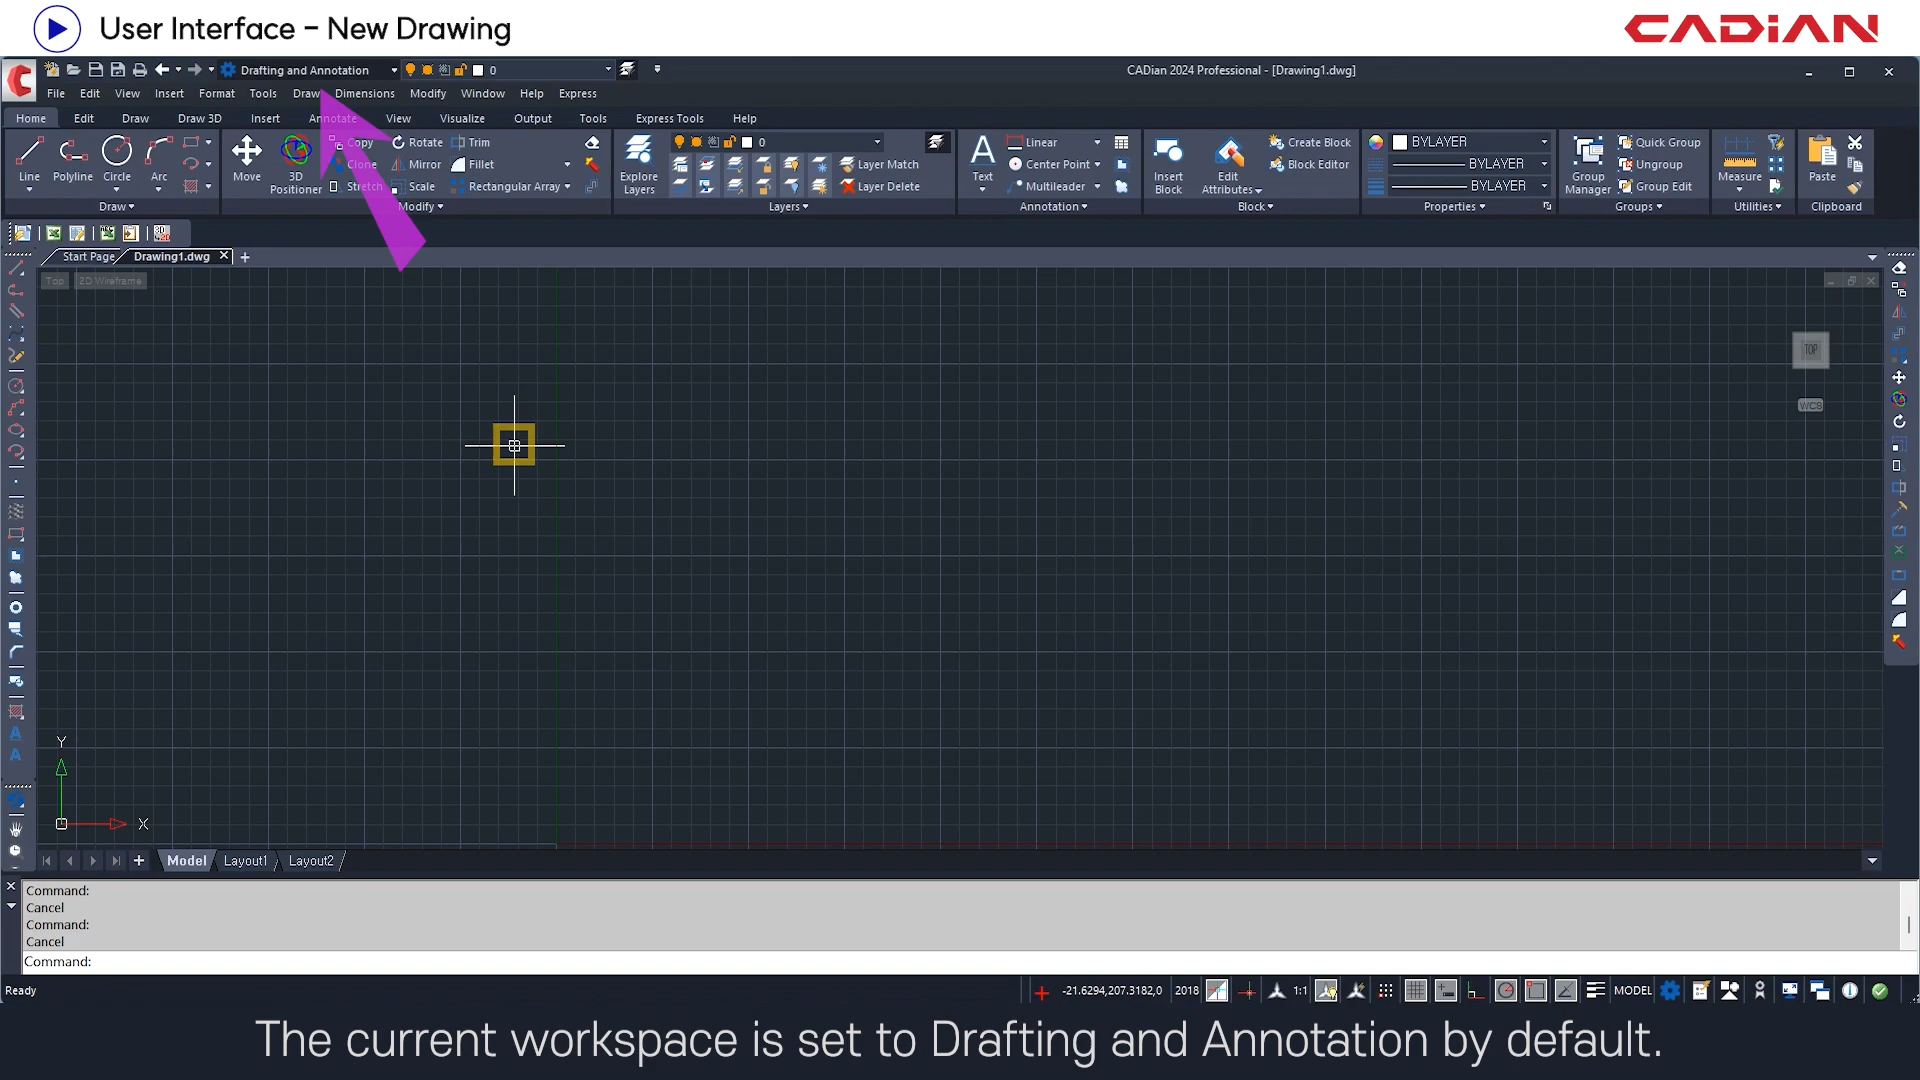 User Interface – New Drawing
CADiAN
Drafting and Annotation
0
CADian 2024 Professional - [Drawing1.dwg]
File Edit View Insert Format Tools Draw Dimensions Modify Window Help Express
Home Edit Draw Draw 3D Insert Annotate View Visualize Output Tools Express Tools Help
Line Polyline Circle Arc
Draw
Move 3D Positioner
Copy Rotate Trim
Clone Mirror Fillet
Stretch Scale Rectangular Array
Modify
Explore Layers
0
Layer Match
Layer Delete
Layers
Text
Linear
Center Point
Multileader
Annotation
Insert Block
Edit Attributes
Create Block
Block Editor
Block
BYLAYER
BYLAYER
BYLAYER
Properties
Group Manager
Quick Group
Ungroup
Group Edit
Groups
Measure
Utilities
Paste
Clipboard
Start Page Drawing1.dwg
Top 2D Wireframe
TOP
WCS
Y
X
Model Layout1 Layout2
Command:
Cancel
Command:
Cancel
Command:
Ready
-21.6294,207.3182,0 2018 1:1 MODEL
The current workspace is set to Drafting and Annotation by default.